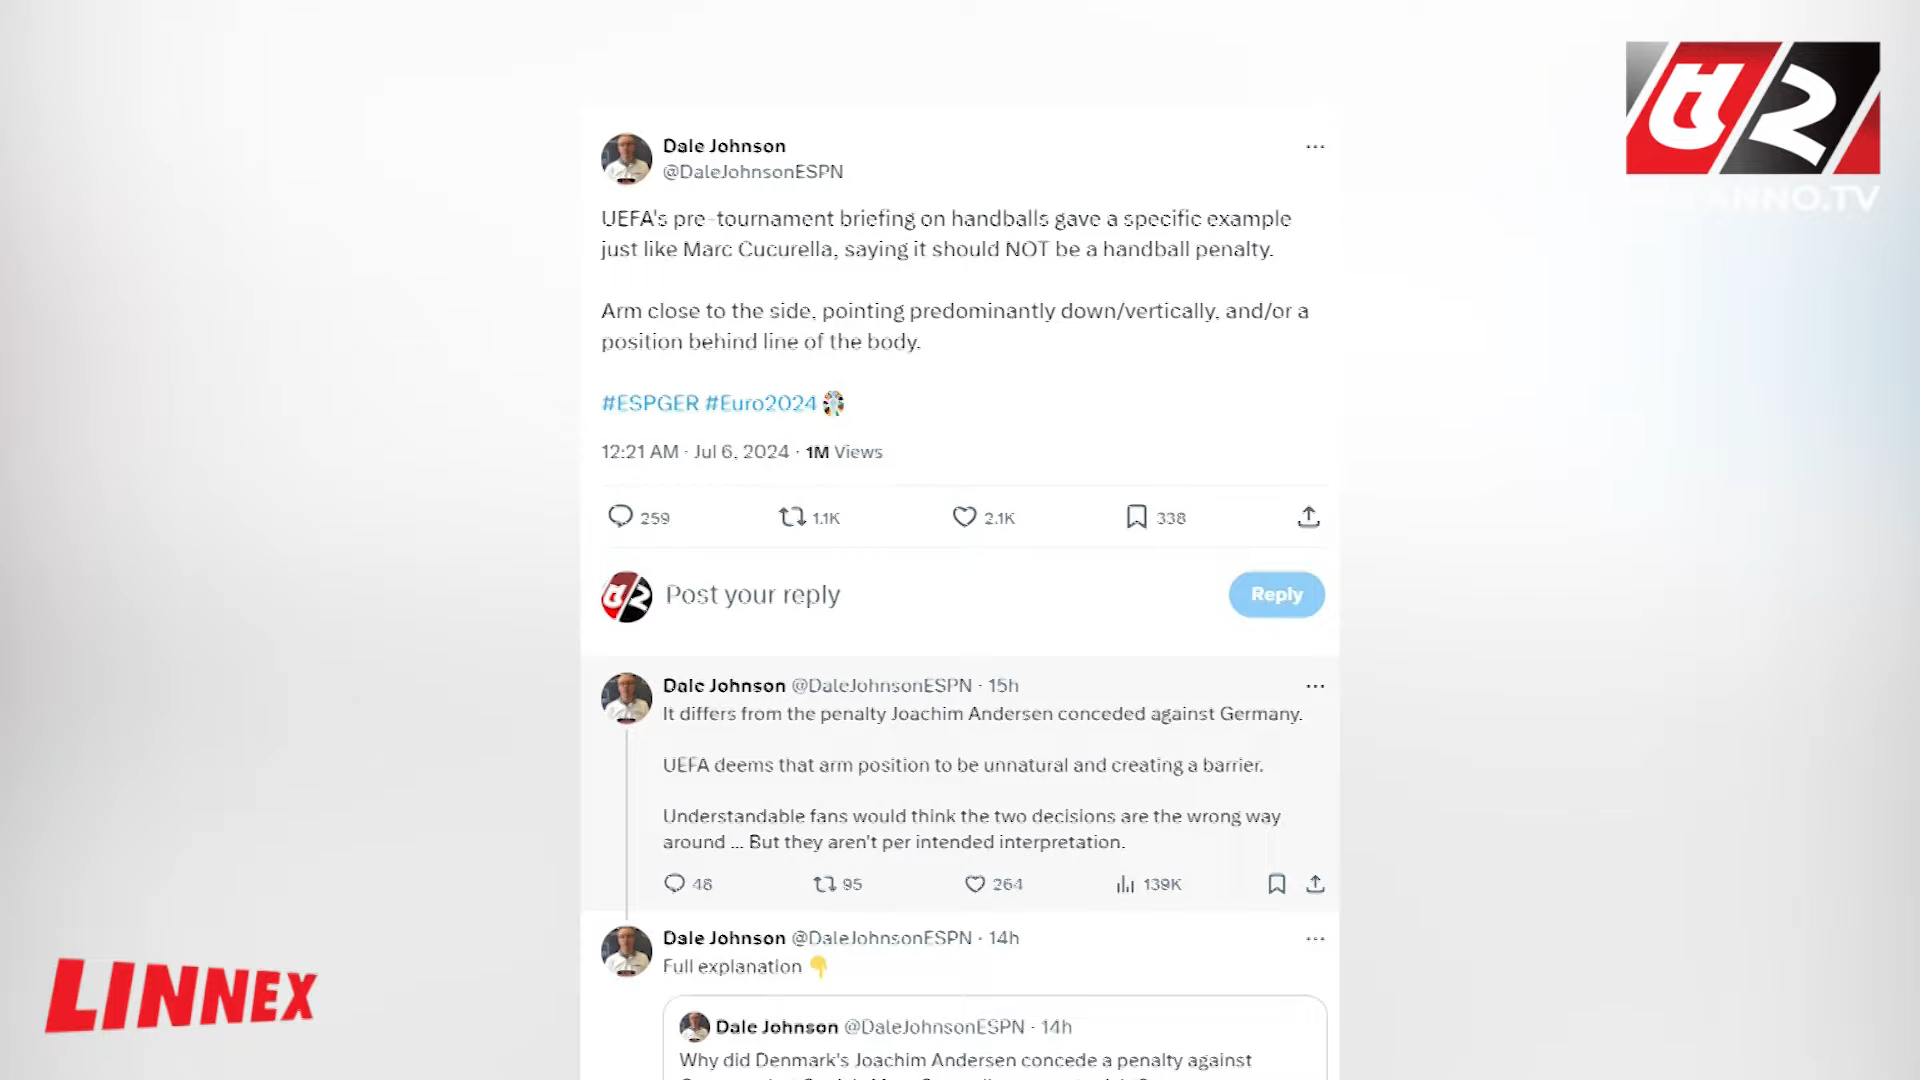 Dale Johnson
@DaleJohnsonESPN
UEFA's pre-tournament briefing on handballs gave a specific example
just like Marc Cucurella, saying it should NOT be a handball penalty.
Arm close to the side, pointing predominantly down/vertically, and/or a
position behind line of the body.
#ESPGER #Euro2024
12:21 AM · Jul 6, 2024 · 1M Views
259 1.1K 2.1K 338
Post your reply
Reply
Dale Johnson @DaleJohnsonESPN · 15h
It differs from the penalty Joachim Andersen conceded against Germany.
UEFA deems that arm position to be unnatural and creating a barrier.
Understandable fans would think the two decisions are the wrong way
around ... But they aren't per intended interpretation.
48 95 264 139K
Dale Johnson @DaleJohnsonESPN · 14h
Full explanation 👇
Dale Johnson @DaleJohnsonESPN · 14h
Why did Denmark's Joachim Andersen concede a penalty against
LINNEX